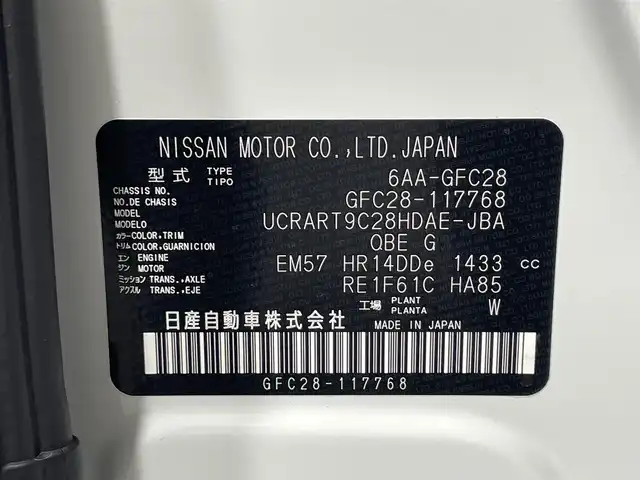 NISSAN MOTOR CO.,LTD.JAPAN
型式 TYPE TIPO 6AA-GFC28
CHASSIS NO. NO.DE CHASIS GFC28-117768
MODEL MODELO UCRART9C28HDAE-JBA
カラー COLOR,TRIM トリム COLOR,GUARNICION QBE G
エン ENGINE ジン MOTOR EM57 HR14DDe 1433 cc
ミッション TRANS.,AXLE アクスル TRANS.,EJE RE1F61C HA85
工場 PLANT PLANTA W
日産自動車株式会社 MADE IN JAPAN
GFC28-117768